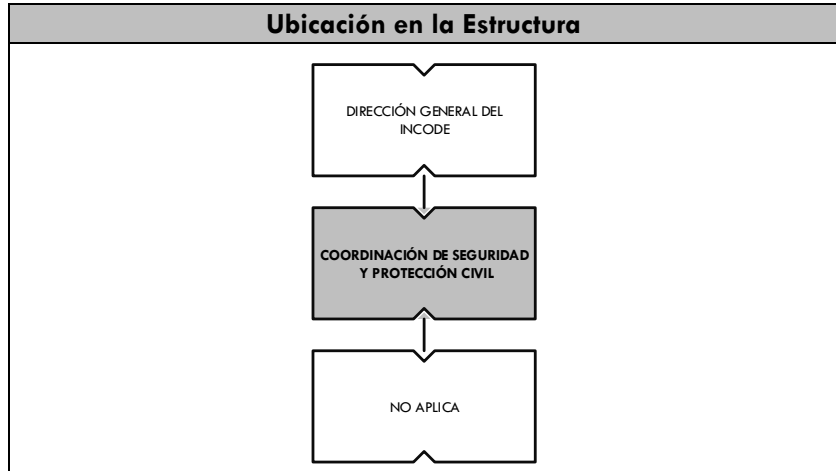 Ubicación en la Estructura
DIRECCIÓN GENERAL DEL
INCODE
COORDINACIÓN DE SEGURIDAD
Y PROTECCIÓN CIVIL
NO APLICA